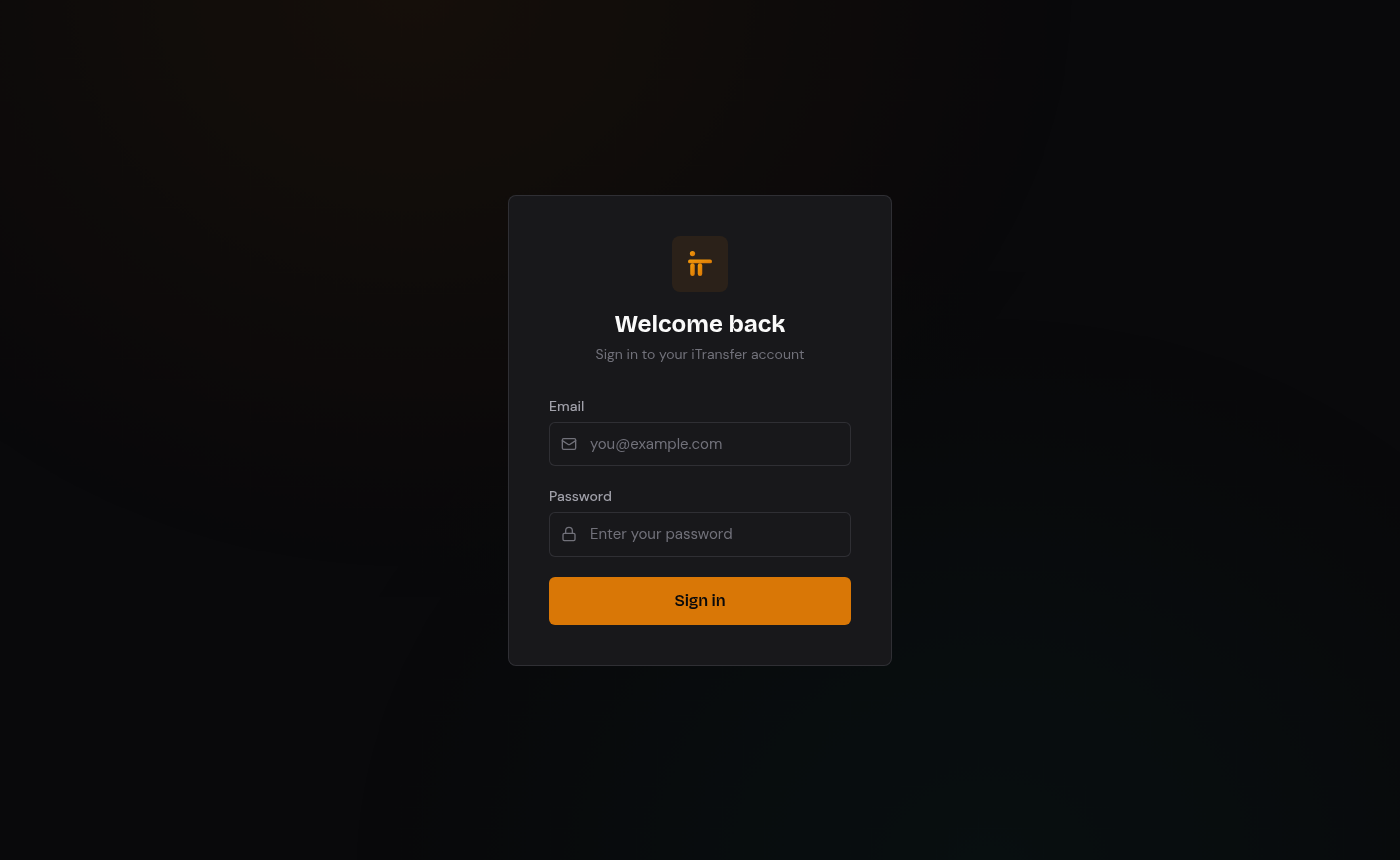 Welcome back
Sign in to your iTransfer account
Email
you@example.com
Password
Enter your password
Sign in